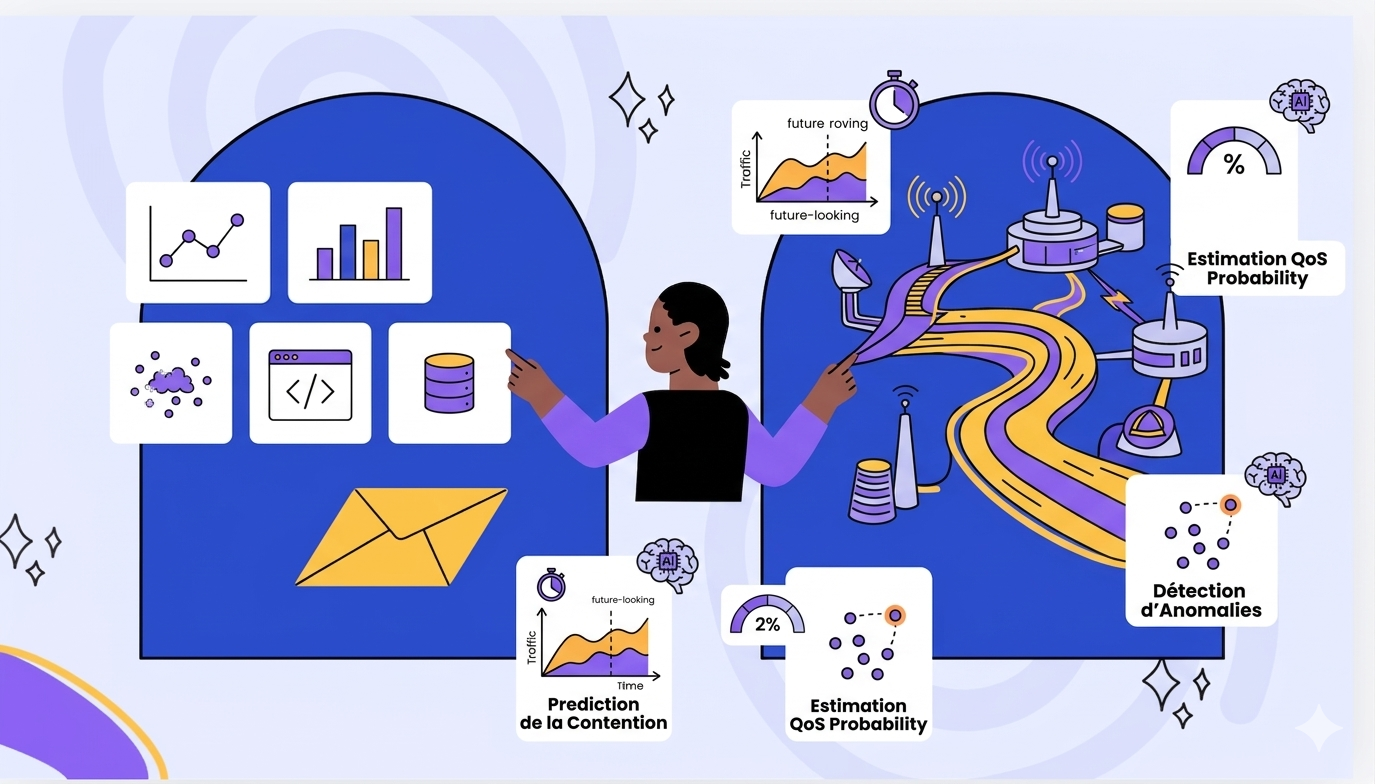 future roving
Traffic
future-looking
AI
%
Estimation QoS
Probability
</>
AI
future-looking
Traffic
Time
Prediction
de la Contention
2%
Estimation
QoS Probability
AI
Détection
d’Anomalies